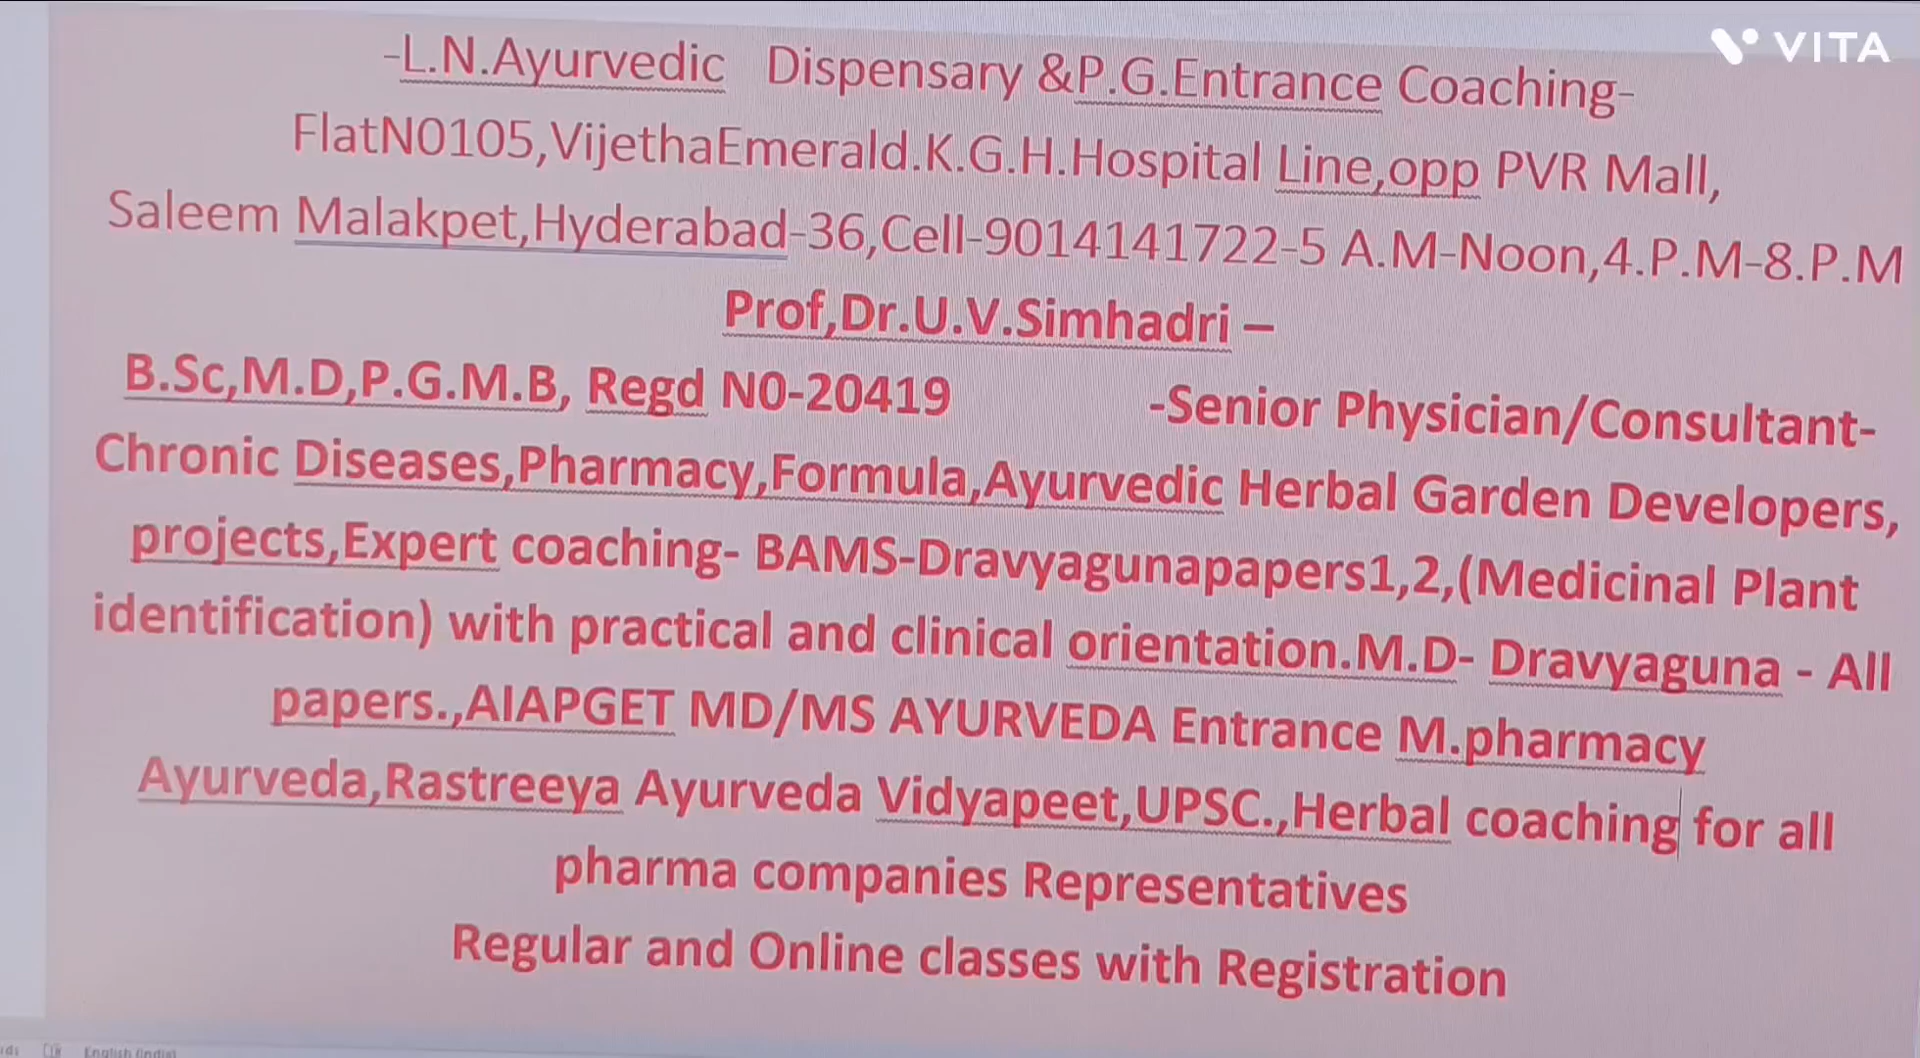 VITA
-L.N.Ayurvedic Dispensary &P.G.Entrance Coaching-
FlatN0105,VijethaEmerald.K.G.H.Hospital Line,opp PVR Mall,
Saleem Malakpet,Hyderabad-36,Cell-9014141722-5 A.M-Noon,4.P.M-8.P.M
Prof,Dr.U.V.Simhadri –
B.Sc,M.D,P.G.M.B, Regd N0-20419 -Senior Physician/Consultant-
Chronic Diseases,Pharmacy,Formula,Ayurvedic Herbal Garden Developers,
projects,Expert coaching- BAMS-Dravyagunapapers1,2,(Medicinal Plant
identification) with practical and clinical orientation.M.D- Dravyaguna - All
papers.,AIAPGET MD/MS AYURVEDA Entrance M.pharmacy
Ayurveda,Rastreeya Ayurveda Vidyapeet,UPSC.,Herbal coaching for all
pharma companies Representatives
Regular and Online classes with Registration
English (India)